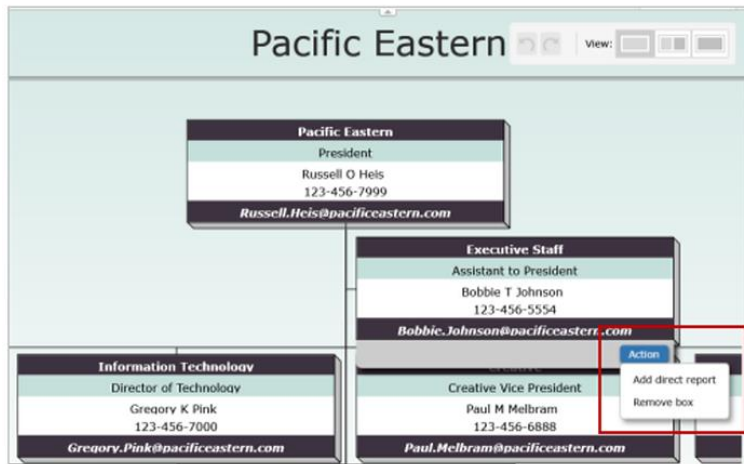 Pacific Eastern
View:
Pacific Eastern
President
Russell O Heis
123-456-7999
Russell.Heis@pacificeastern.com
Executive Staff
Assistant to President
Bobbie T Johnson
123-456-5554
Bobbie.Johnson@pacificeastern.com
Action
Add direct report
Remove box
Information Technology
Director of Technology
Gregory K Pink
123-456-7000
Gregory.Pink@pacificeastern.com
Creative
Creative Vice President
Paul M Melbram
123-456-6888
Paul.Melbram@pacificeastern.com